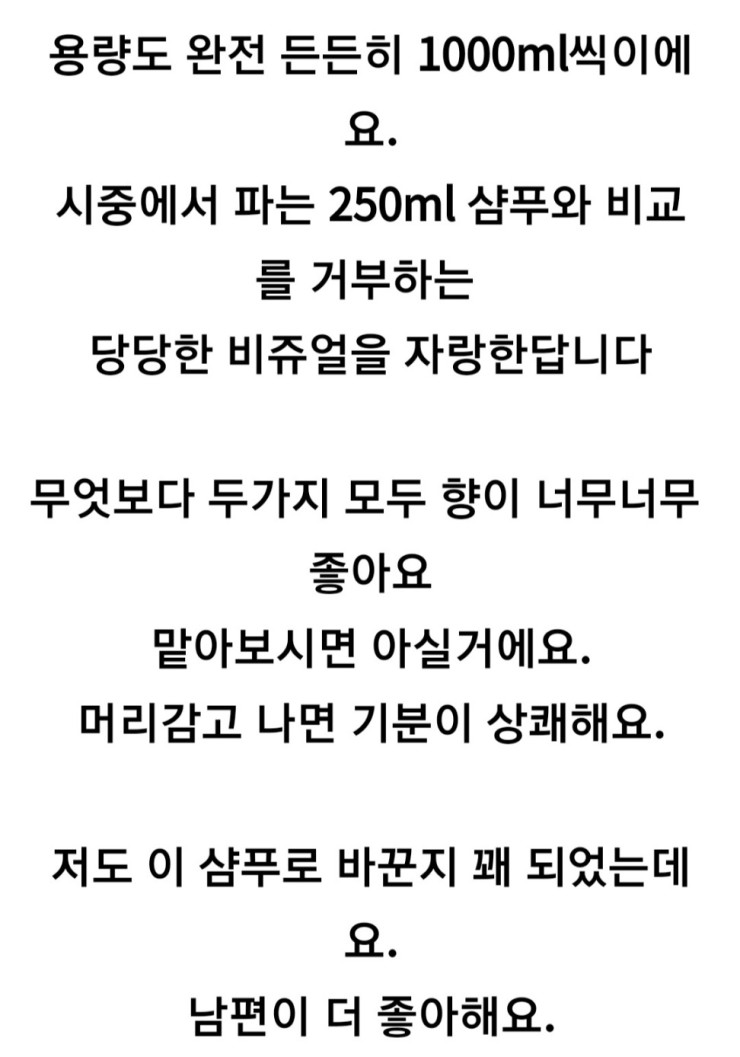 용량도 완전 든든히 1000ml씩이에
요.
시중에서 파는 250ml 샴푸와 비교
를 거부하는
당당한 비쥬얼을 자랑한답니다
무엇보다 두가지 모두 향이 너무너무
좋아요
맡아보시면 아실거에요.
머리감고 나면 기분이 상쾌해요.
저도 이 샴푸로 바꾼지 꽤 되었는데
요.
남편이 더 좋아해요.